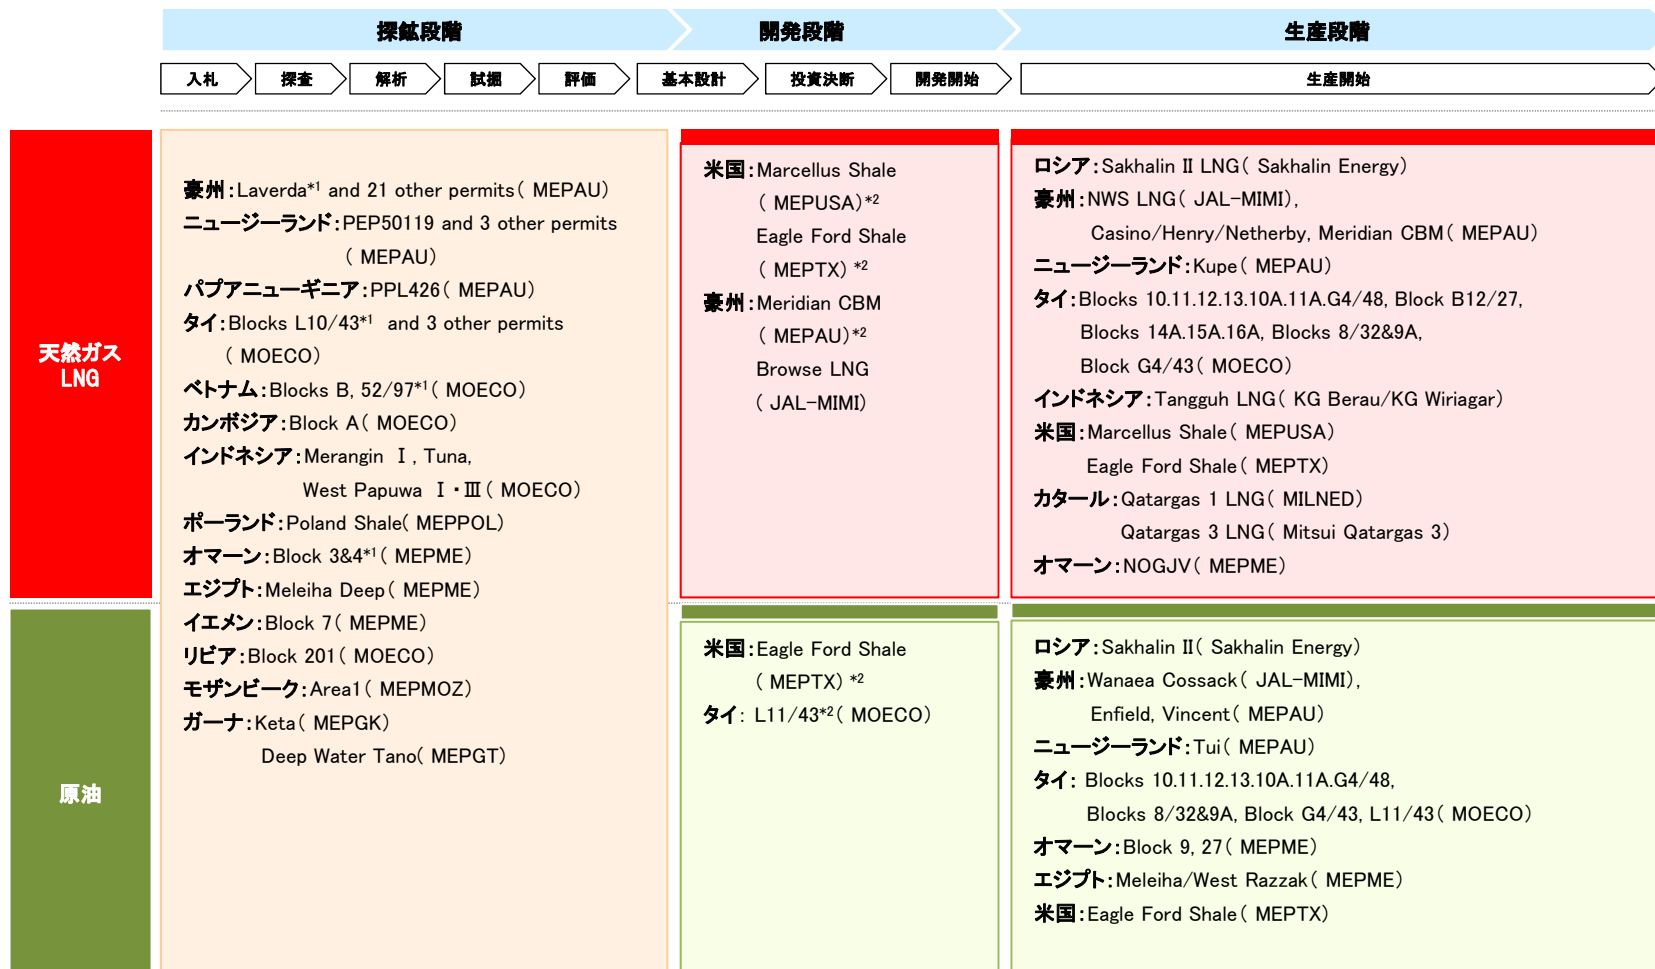 探鉱段階
開発段階
生産段階
入札
探査
解析
試掘
評価
基本設計
投資決断
開発開始
生産開始
天然ガス
LNG
豪州：Laverda*1 and 21 other permits（MEPAU）
ニュージーランド：PEP50119 and 3 other permits
（MEPAU）
パプアニューギニア：PPL426（MEPAU）
タイ：Blocks L10/43*1 and 3 other permits
（MOECO）
ベトナム：Blocks B, 52/97*1（MOECO）
カンボジア：Block A（MOECO）
インドネシア：Merangin Ⅰ, Tuna,
West Papuwa Ⅰ・Ⅲ（MOECO）
ポーランド：Poland Shale（MEPPOL）
オマーン：Block 3&4*1（MEPME）
エジプト：Meleiha Deep（MEPME）
イエメン：Block 7（MEPME）
リビア：Block 201（MOECO）
モザンビーク：Area1（MEPMOZ）
ガーナ：Keta（MEPGK）
Deep Water Tano（MEPGT）
米国：Marcellus Shale
（MEPUSA）*2
Eagle Ford Shale
（MEPTX）*2
豪州：Meridian CBM
（MEPAU）*2
Browse LNG
（JAL-MIMI）
ロシア：Sakhalin II LNG（Sakhalin Energy）
豪州：NWS LNG（JAL-MIMI）,
Casino/Henry/Netherby, Meridian CBM（MEPAU）
ニュージーランド：Kupe（MEPAU）
タイ：Blocks 10.11.12.13.10A.11A.G4/48, Block B12/27,
Blocks 14A.15A.16A, Blocks 8/32&9A,
Block G4/43（MOECO）
インドネシア：Tangguh LNG（KG Berau/KG Wiriagar）
米国：Marcellus Shale（MEPUSA）
Eagle Ford Shale（MEPTX）
カタール：Qatargas 1 LNG（MILNED）
Qatargas 3 LNG（Mitsui Qatargas 3）
オマーン：NOGJV（MEPME）
原油
米国：Eagle Ford Shale
（MEPTX）*2
タイ：L11/43*2（MOECO）
ロシア：Sakhalin II（Sakhalin Energy）
豪州：Wanaea Cossack（JAL-MIMI）,
Enfield, Vincent（MEPAU）
ニュージーランド：Tui（MEPAU）
タイ：Blocks 10.11.12.13.10A.11A.G4/48,
Blocks 8/32&9A, Block G4/43, L11/43（MOECO）
オマーン：Block 9, 27（MEPME）
エジプト：Meleiha/West Razzak（MEPME）
米国：Eagle Ford Shale（MEPTX）